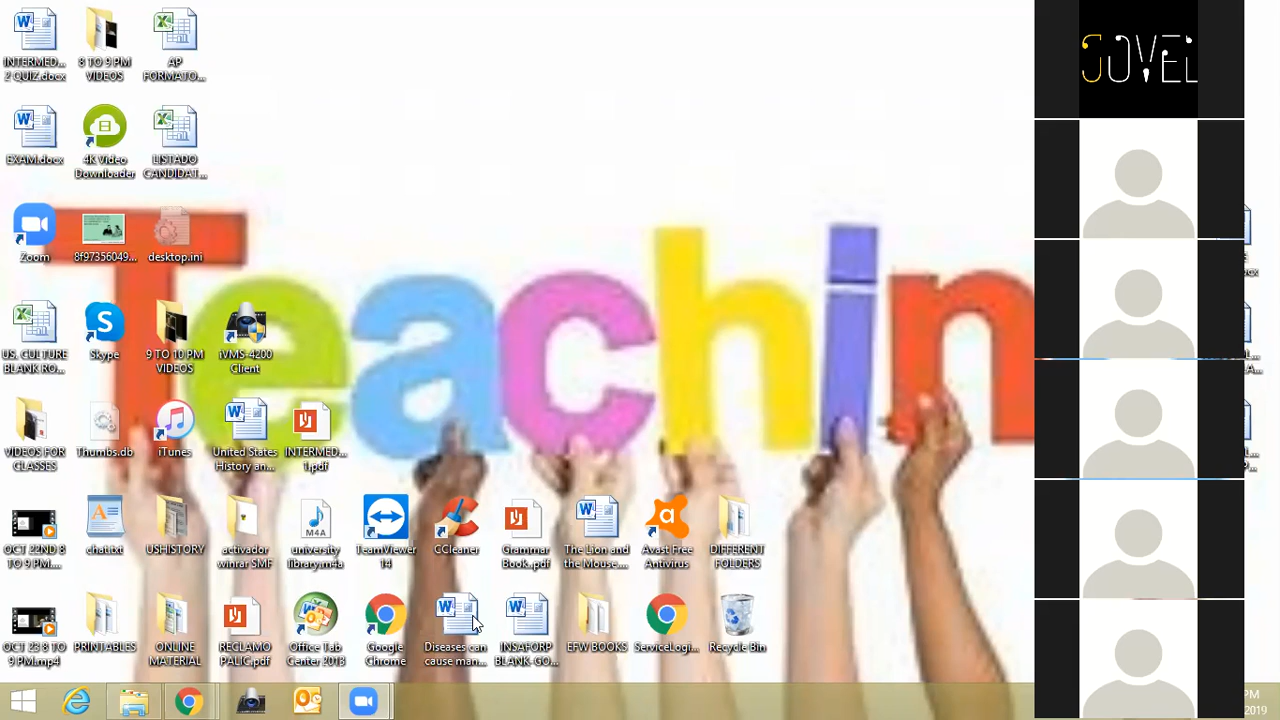 INTERMED...
2 QUIZ.docx
8 TO 9 PM
VIDEOS
AP
FORMATO...
EXAM.docx
4K Video
Downloader
LISTADO
CANDIDAT...
Zoom
8f97356049...
desktop.ini
US. CULTURE
BLANK RO...
Skype
9 TO 10 PM
VIDEOS
iVMS-4200
Client
VIDEOS FOR
CLASSES
Thumbs.db
iTunes
United States
History an...
INTERMED...
1.pdf
OCT 22ND 8
TO 9 PM....
chat.txt
USHISTORY
activador
winrar SMF
M4A
university
library.m4a
TeamViewer
14
CCleaner
Grammar
Book..pdf
The Lion and
the Mouse....
Avast Free
Antivirus
DIFFERENT
FOLDERS
OCT 23 8 TO
9 PM.mp4
PRINTABLES
ONLINE
MATERIAL
RECLAMO
PALIG.pdf
Office Tab
Center 2013
Google
Chrome
Diseases can
cause man...
INSAFORP
BLANK-GO...
EFW BOOKS
ServiceLogi...
Recycle Bin
Teachin
JOVEL
PM
2019